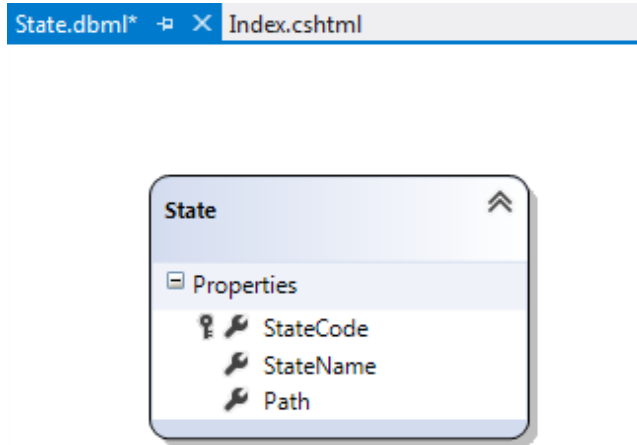 State.dbml* Index.cshtml
State
Properties
StateCode
StateName
Path